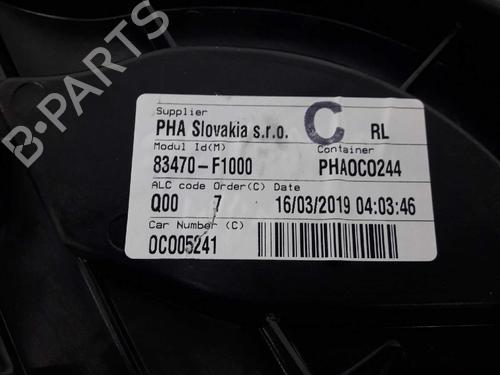 Supplier
PHA Slovakia s.r.o. C RL
Modul Id(M) Container
83470-F1000 PHAOCO244
ALC code Order(C) Date
Q00 7 16/03/2019 04:03:46
Car Number (C)
0C005241
B-PARTS